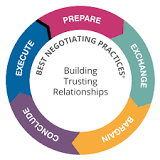 PREPARE
EXCHANGE
BARGAIN
CONCLUDE
EXECUTE
BEST NEGOTIATING PRACTICES®
Building
Trusting
Relationships